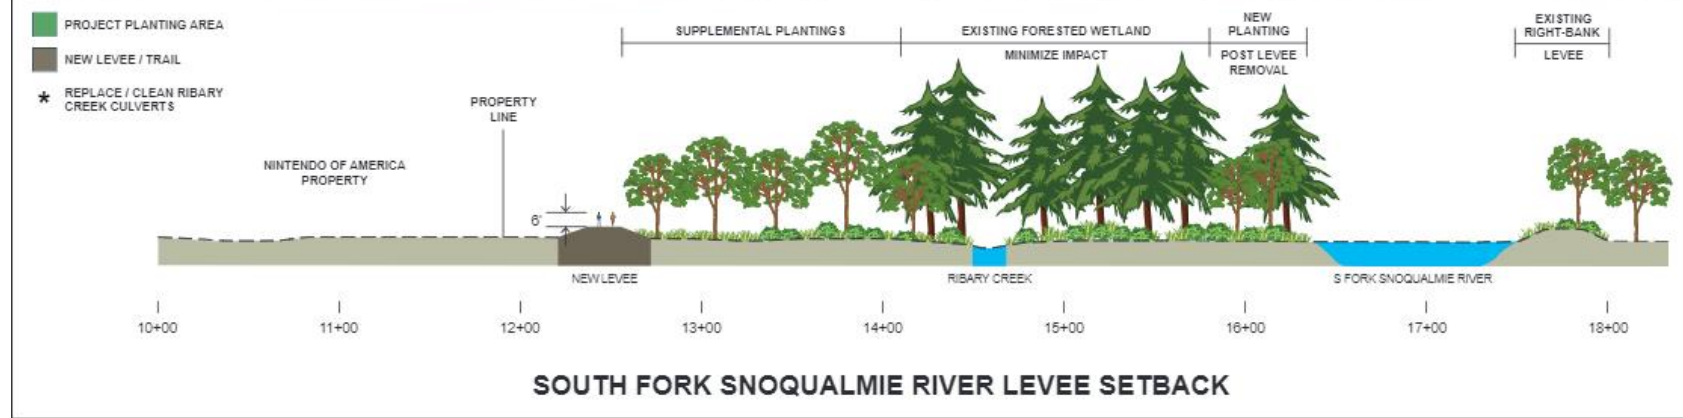 PROJECT PLANTING AREA
NEW LEVEE / TRAIL
* REPLACE / CLEAN RIBARY
CREEK CULVERTS
NINTENDO OF AMERICA
PROPERTY
PROPERTY
LINE
6'
SUPPLEMENTAL PLANTINGS
EXISTING FORESTED WETLAND
MINIMIZE IMPACT
NEW
PLANTING
POST LEVEE
REMOVAL
EXISTING
RIGHT-BANK
LEVEE
NEW LEVEE
RIBARY CREEK
S FORK SNOQUALMIE RIVER
10+00
11+00
12+00
13+00
14+00
15+00
16+00
17+00
18+00
SOUTH FORK SNOQUALMIE RIVER LEVEE SETBACK